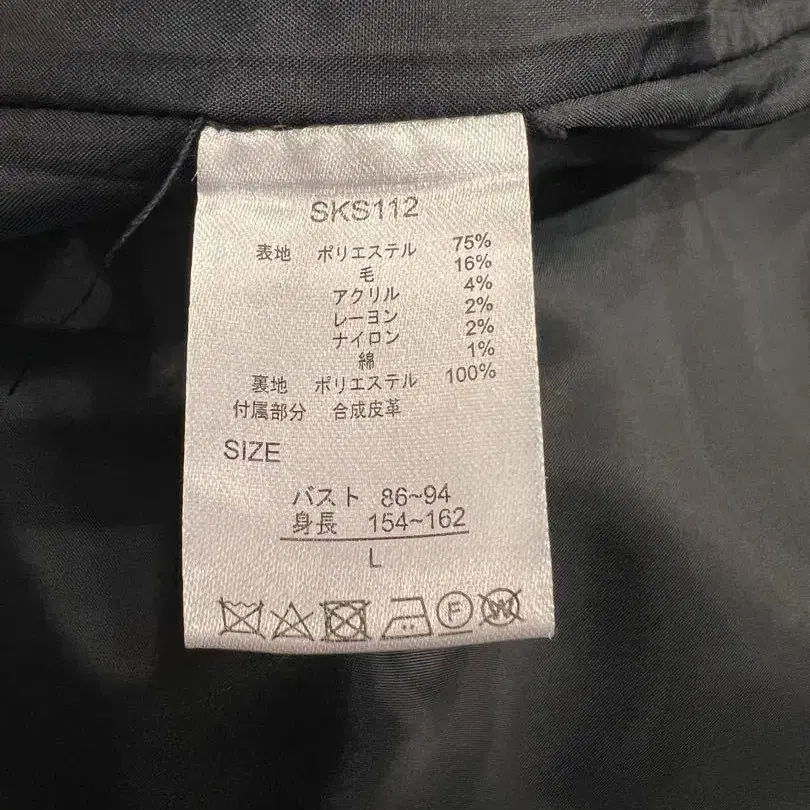 SKS112
表地 ポリエステル 75%
毛 16%
アクリル 4%
レーヨン 2%
ナイロン 2%
綿 1%
裏地 ポリエステル 100%
付属部分 合成皮革
SIZE
バスト 86~94
身長 154~162
L
F W